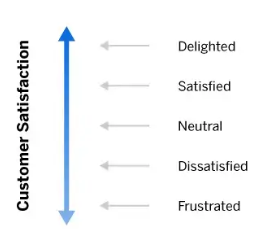 Customer Satisfaction
Delighted
Satisfied
Neutral
Dissatisfied
Frustrated